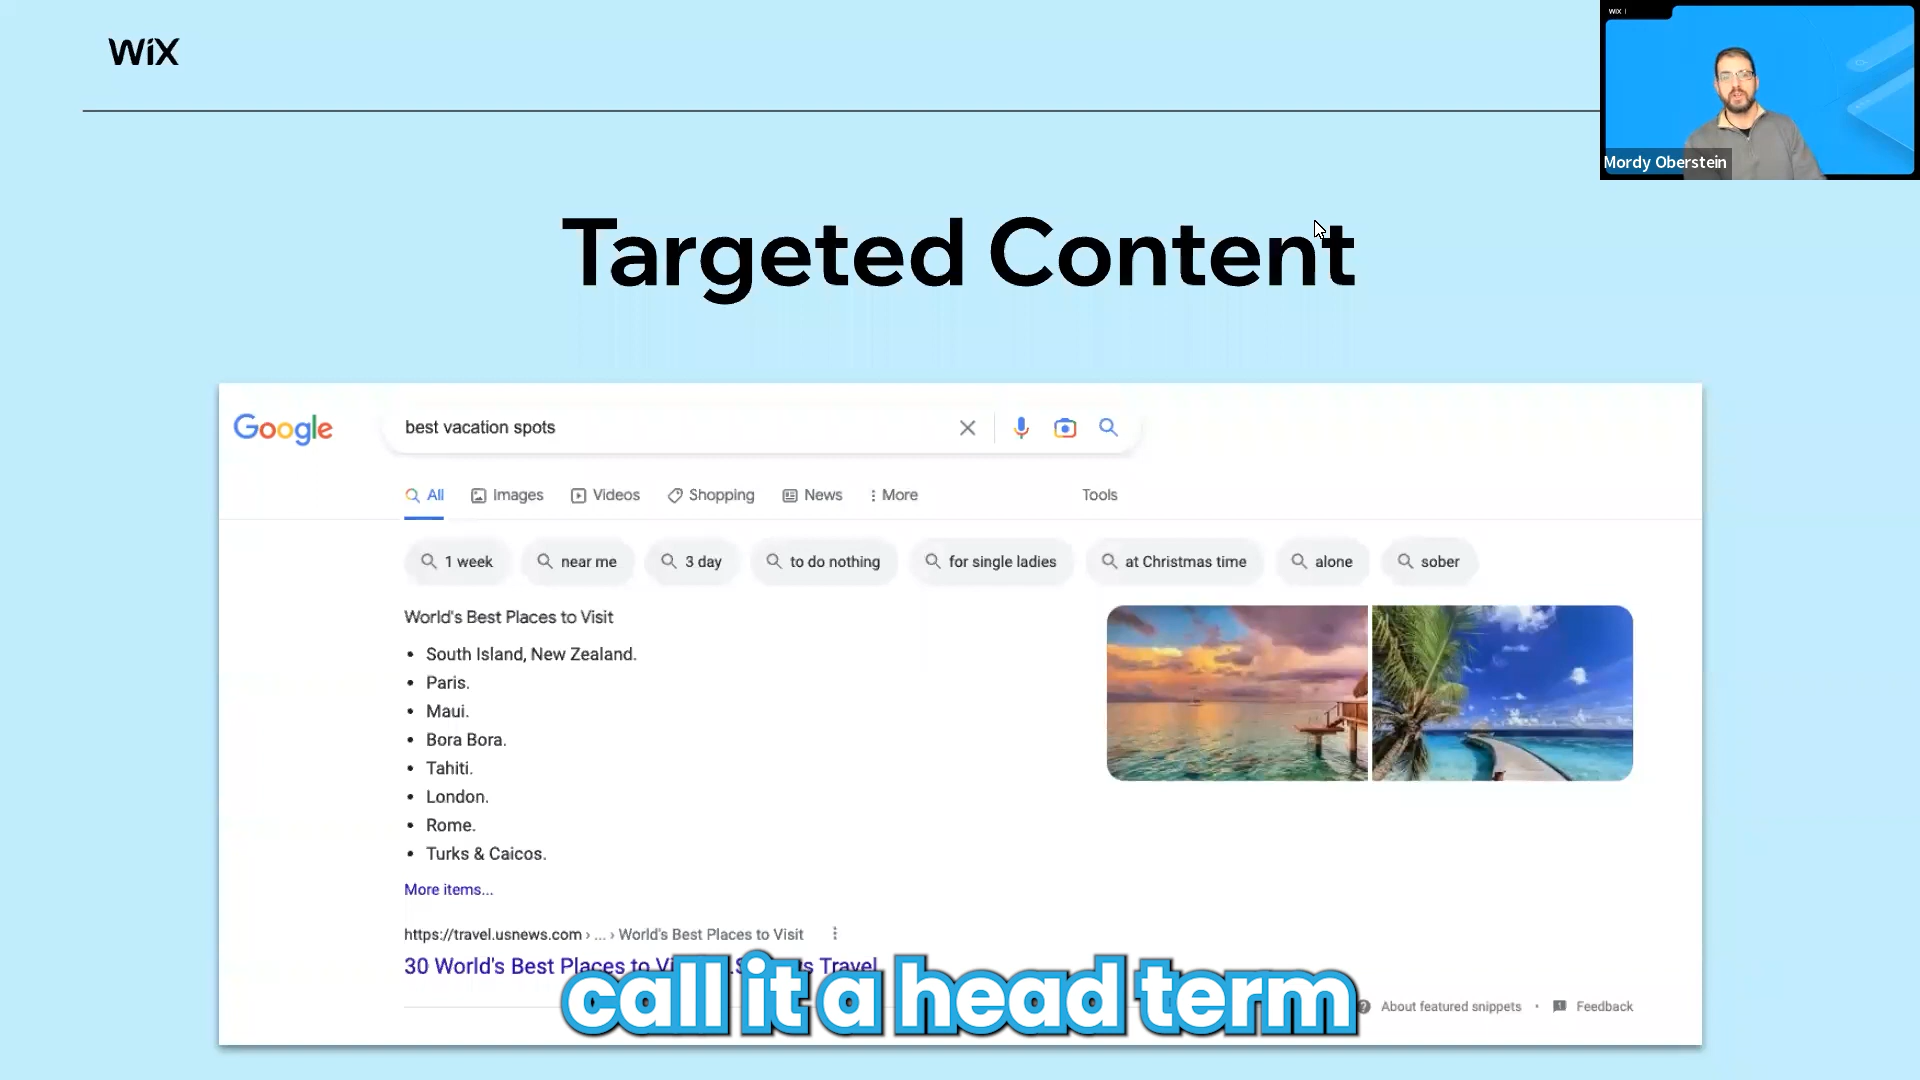 WiX
WiX
Mordy Oberstein
Targeted Content
Google
best vacation spots
All Images Videos Shopping News More Tools
1 week near me 3 day to do nothing for single ladies at Christmas time alone sober
World's Best Places to Visit
• South Island, New Zealand.
• Paris.
• Maui.
• Bora Bora.
• Tahiti.
• London.
• Rome.
• Turks & Caicos.
More items...
https://travel.usnews.com › ... › World's Best Places to Visit
30 World's Best Places to Travel
call it a head term
About featured snippets • Feedback